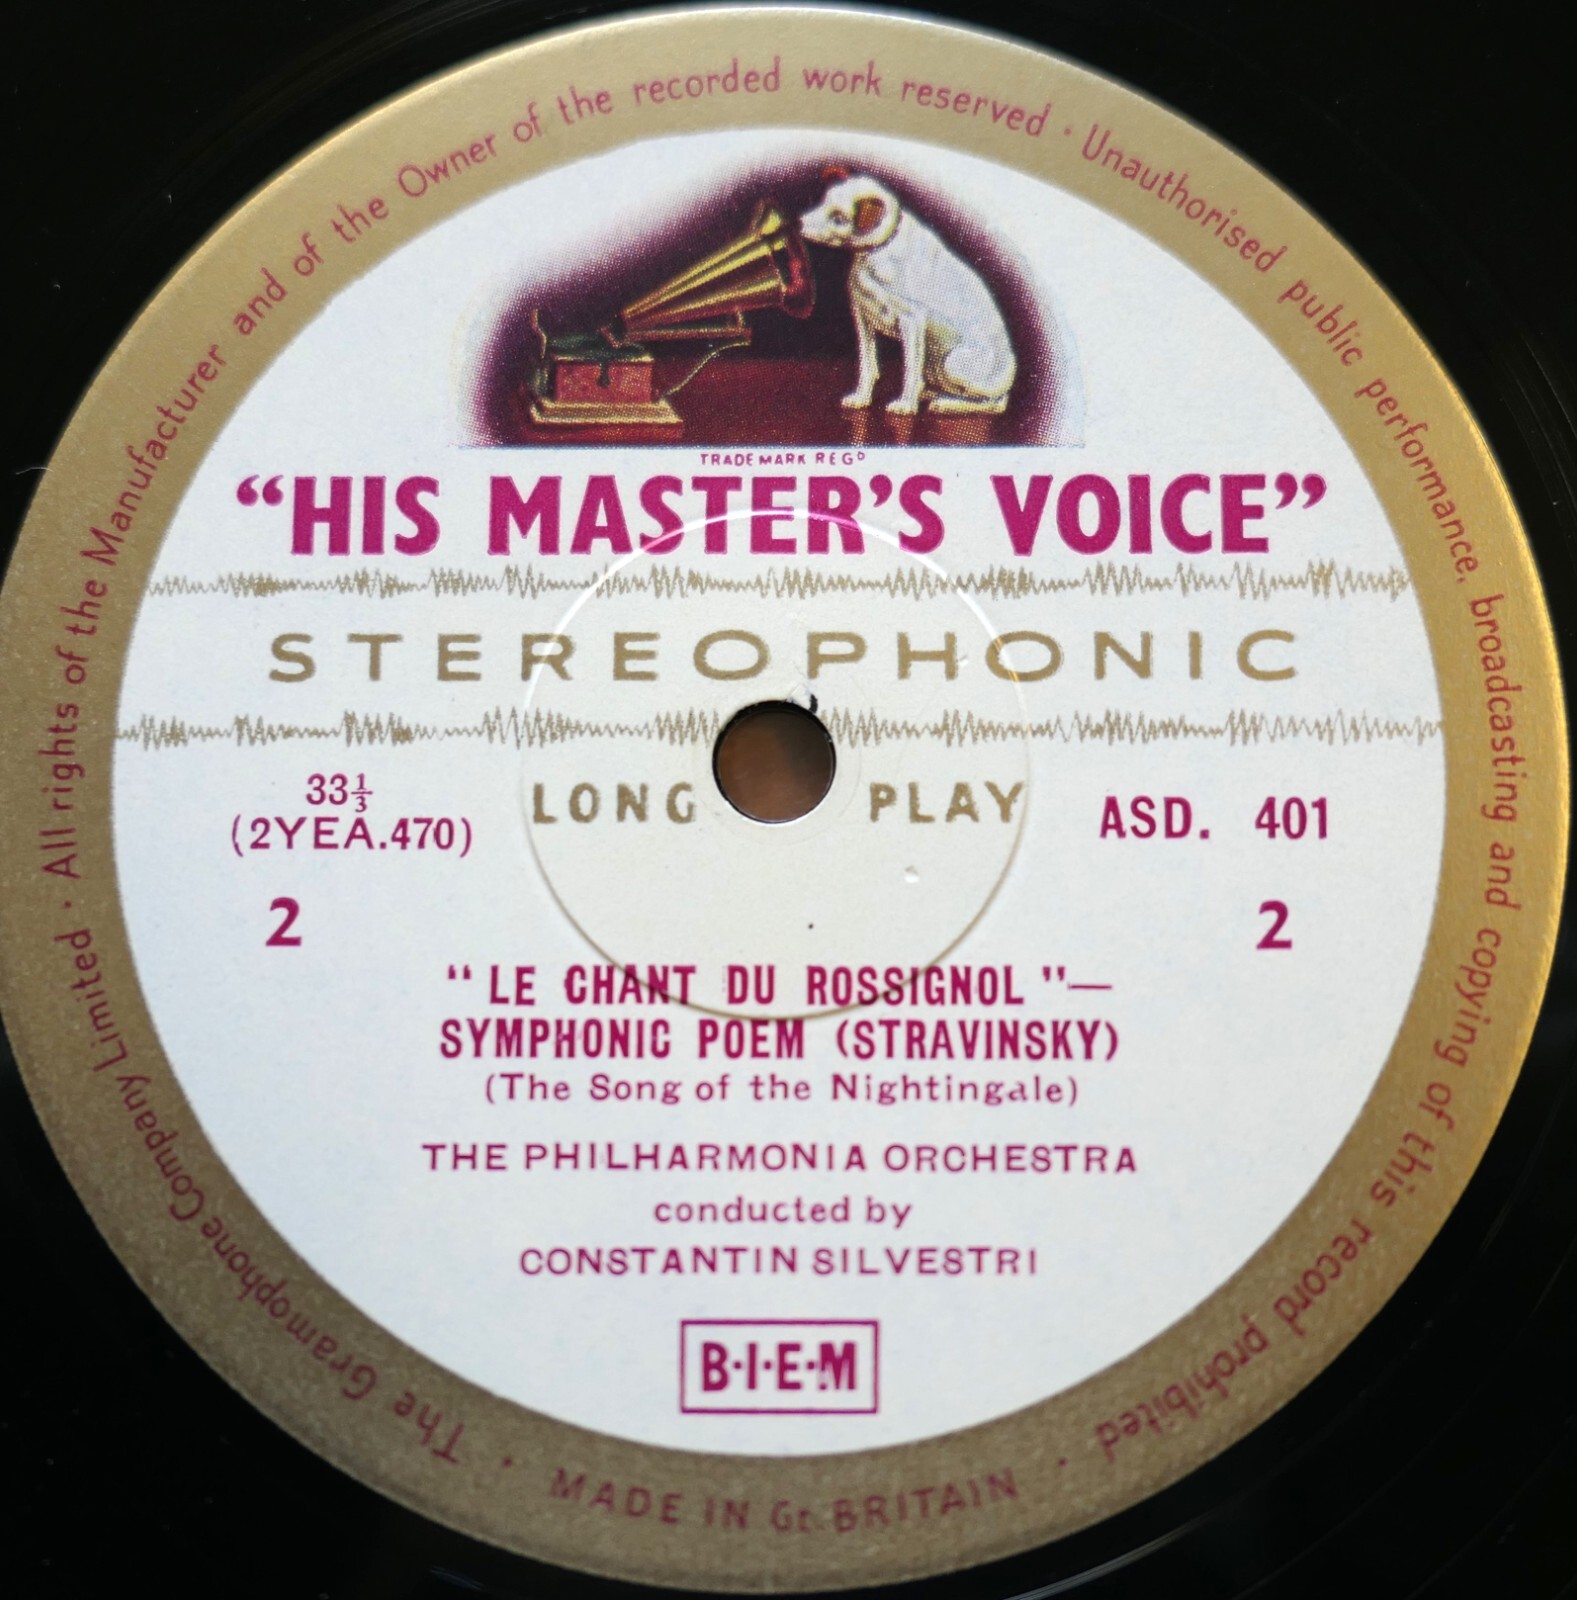 The Gramophone Company Limited · All rights of the Manufacturer and of the Owner of the recorded work reserved · Unauthorised public performance, broadcasting and copying of this record prohibited ·
TRADE MARK REGD
“HIS MASTER’S VOICE”
STEREOPHONIC
33⅓
(2YEA.470)
LONG PLAY
ASD. 401
2 2
“LE CHANT DU ROSSIGNOL”—
SYMPHONIC POEM (STRAVINSKY)
(The Song of the Nightingale)
THE PHILHARMONIA ORCHESTRA
conducted by
CONSTANTIN SILVESTRI
B·I·E·M
MADE IN Gt. BRITAIN